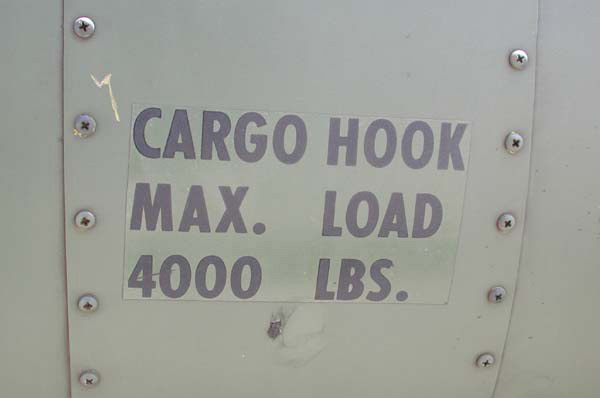 CARGO HOOK
MAX. LOAD
4000 LBS.